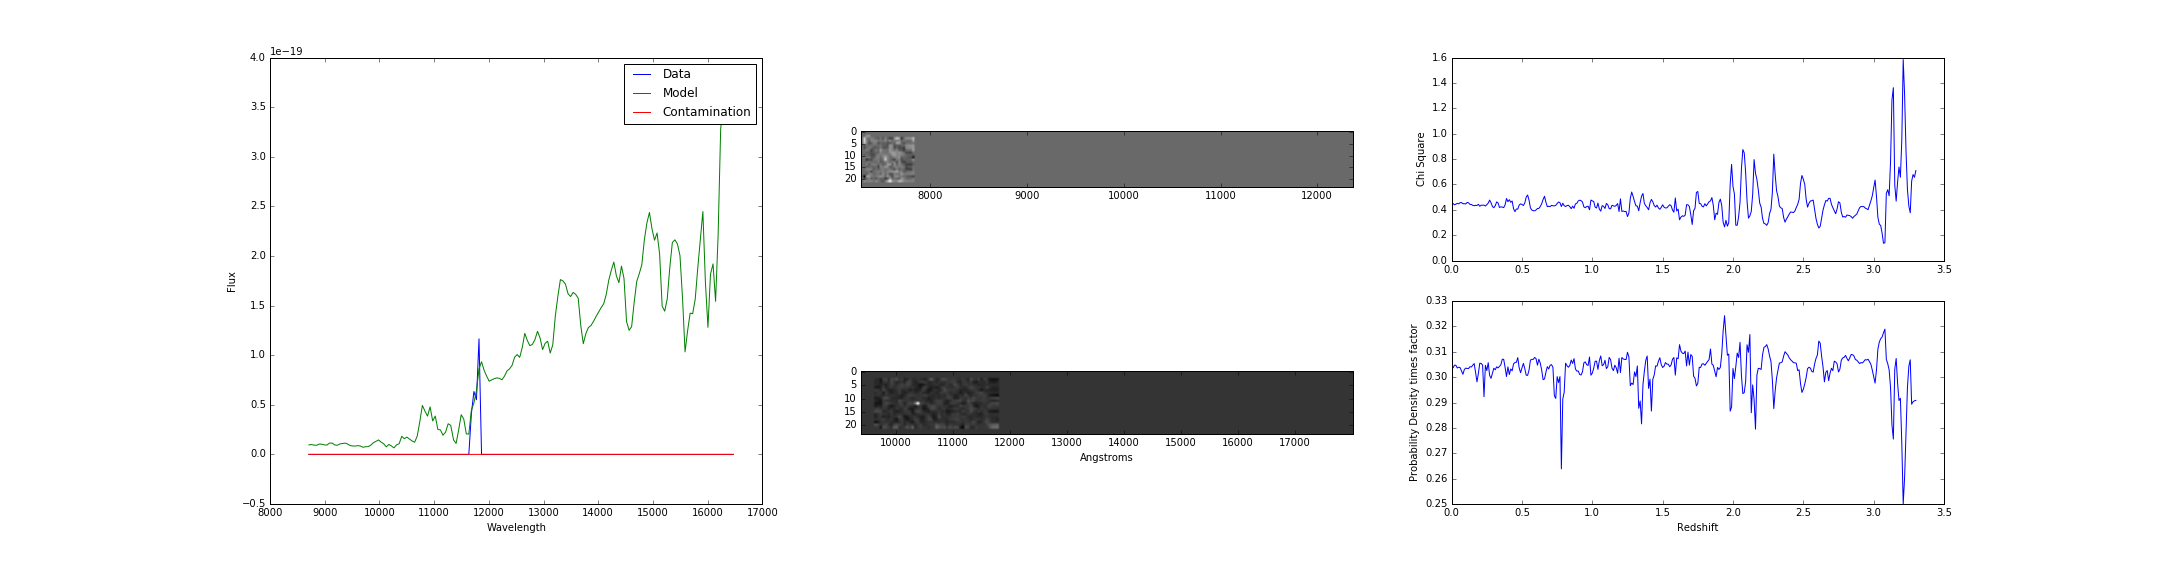 1e−19
4.0
3.5
3.0
2.5
2.0
1.5
1.0
0.5
0.0
−0.5
Flux
8000 9000 10000 11000 12000 13000 14000 15000 16000 17000
Wavelength
Data
Model
Contamination
0
5
10
15
20
8000 9000 10000 11000 12000
0
5
10
15
20
10000 11000 12000 13000 14000 15000 16000 17000
Angstroms
1.6
1.4
1.2
1.0
0.8
0.6
0.4
0.2
0.0
Chi Square
0.0 0.5 1.0 1.5 2.0 2.5 3.0 3.5
0.33
0.32
0.31
0.30
0.29
0.28
0.27
0.26
0.25
Probability Density times factor
0.0 0.5 1.0 1.5 2.0 2.5 3.0 3.5
Redshift